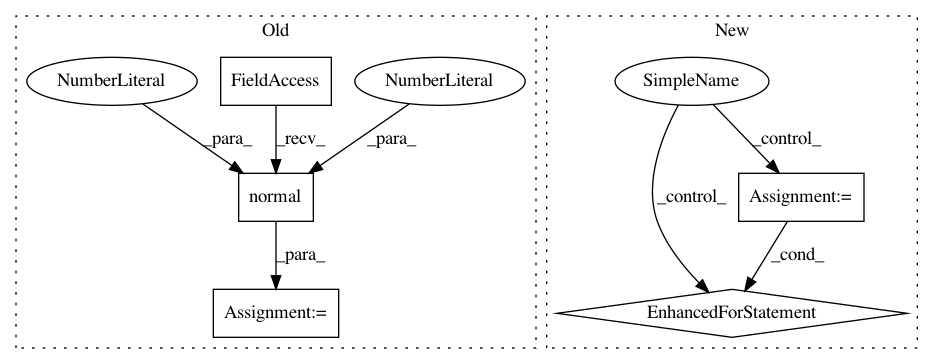 Old
New
NumberLiteral
FieldAccess
NumberLiteral
SimpleName
_para_
_recv_
_para_
_control_
normal
_control_
Assignment:=
_para_
_cond_
Assignment:=
EnhancedForStatement